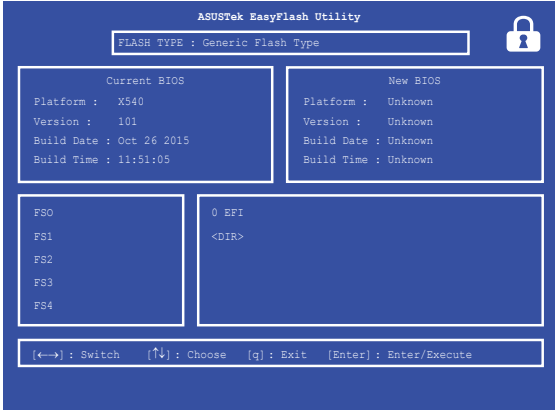 ASUSTek EasyFlash Utility
FLASH TYPE : Generic Flash Type
Current BIOS
Platform : X540
Version : 101
Build Date : Oct 26 2015
Build Time : 11:51:05
New BIOS
Platform : Unknown
Version : Unknown
Build Date : Unknown
Build Time : Unknown
FS0
FS1
FS2
FS3
FS4
0 EFI
<DIR>
[←→] : Switch [↑↓] : Choose [q] : Exit [Enter] : Enter/Execute